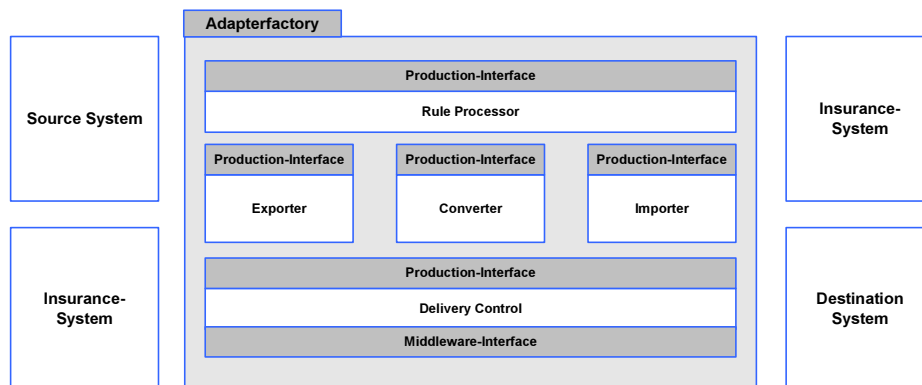 Adapterfactory
Source System
Insurance-
System
Production-Interface
Rule Processor
Production-Interface
Exporter
Production-Interface
Converter
Production-Interface
Importer
Production-Interface
Delivery Control
Middleware-Interface
Insurance-
System
Destination
System